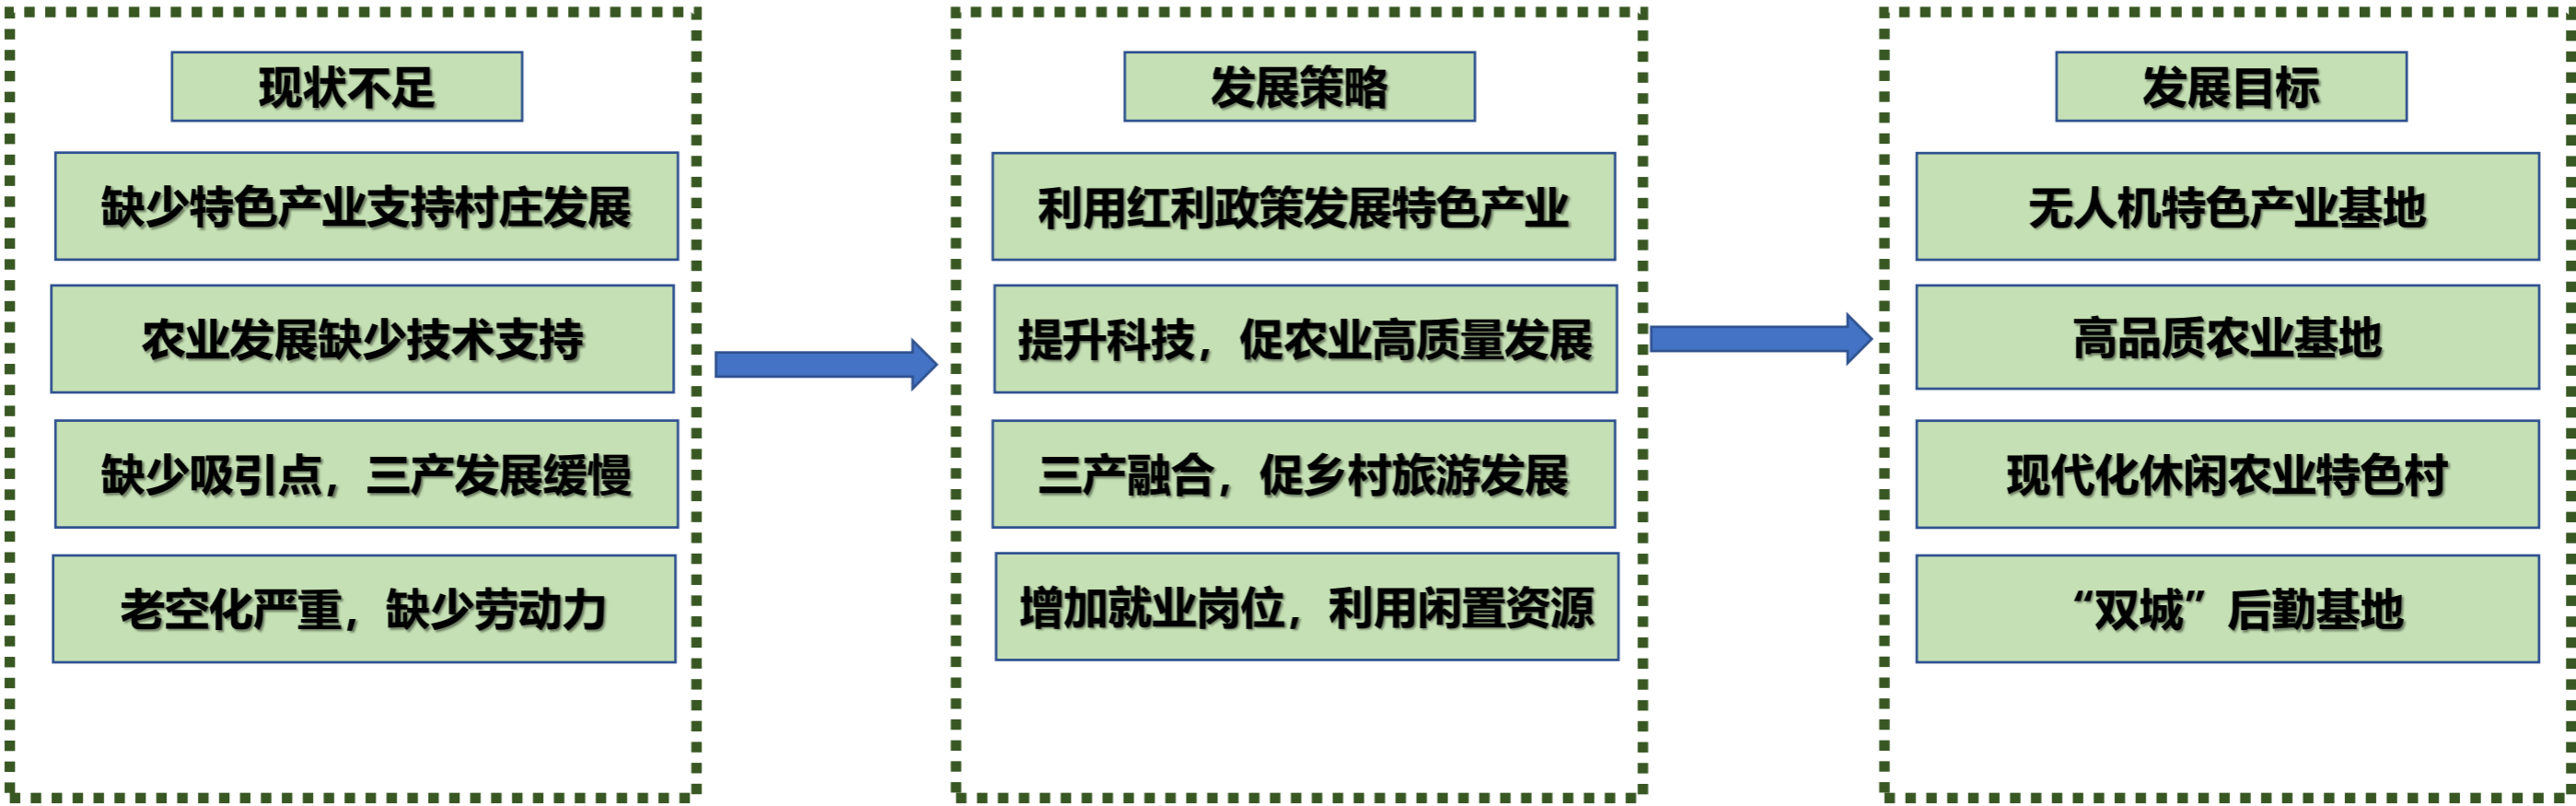 现状不足
缺少特色产业支持村庄发展
农业发展缺少技术支持
缺少吸引点，三产发展缓慢
老空化严重，缺少劳动力
发展策略
利用红利政策发展特色产业
提升科技，促农业高质量发展
三产融合，促乡村旅游发展
增加就业岗位，利用闲置资源
发展目标
无人机特色产业基地
高品质农业基地
现代化休闲农业特色村
“双城”后勤基地